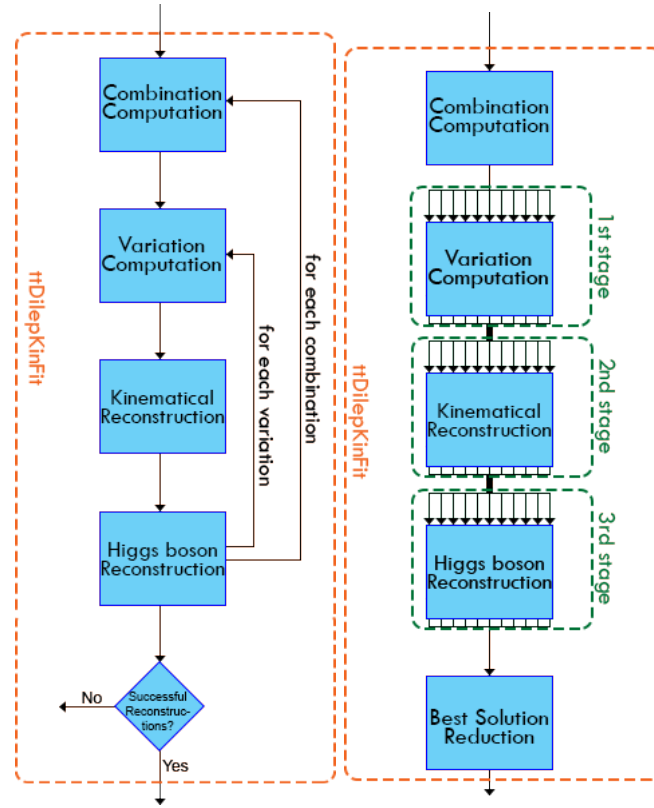 Combination
Computation
Variation
Computation
Kinematical
Reconstruction
Higgs boson
Reconstruction
Successful
Reconstruc-
tions?
No
Yes
for each variation
for each combination
ttDilepKinFit
Combination
Computation
Variation
Computation
1st stage
Kinematical
Reconstruction
2nd stage
Higgs boson
Reconstruction
3rd stage
Best Solution
Reduction
ttDilepKinFit